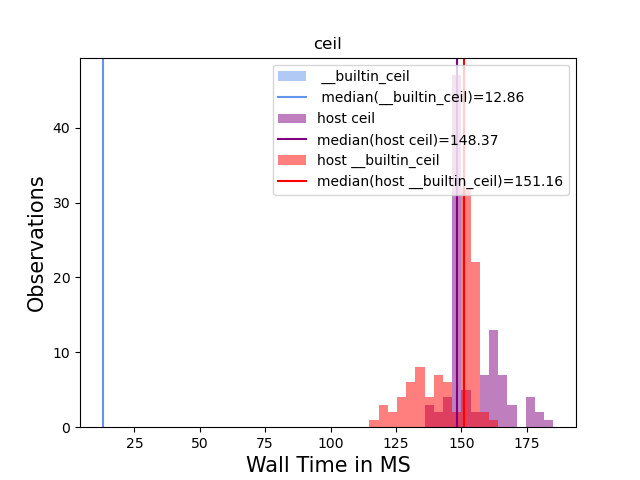 ceil
__builtin_ceil
median(__builtin_ceil)=12.86
host ceil
median(host ceil)=148.37
host __builtin_ceil
median(host __builtin_ceil)=151.16
Observations
40
30
20
10
0
25 50 75 100 125 150 175
Wall Time in MS